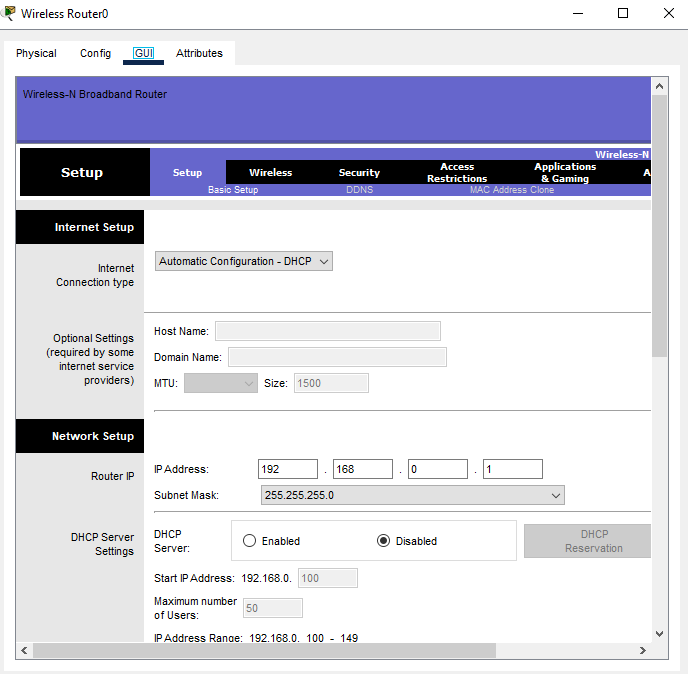 Wireless Router0
Physical Config GUI Attributes
Wireless-N Broadband Router
Wireless-N
Setup
Setup Wireless Security Access Restrictions Applications & Gaming A
Basic Setup DDNS MAC Address Clone
Internet Setup
Internet Connection type
Automatic Configuration - DHCP
Optional Settings
(required by some
internet service
providers)
Host Name:
Domain Name:
MTU: Size: 1500
Network Setup
Router IP
IP Address: 192 . 168 . 0 . 1
Subnet Mask: 255.255.255.0
DHCP Server
Settings
DHCP
Server:
Enabled Disabled
DHCP
Reservation
Start IP Address: 192.168.0. 100
Maximum number
of Users: 50
IP Address Range: 192.168.0. 100 - 149